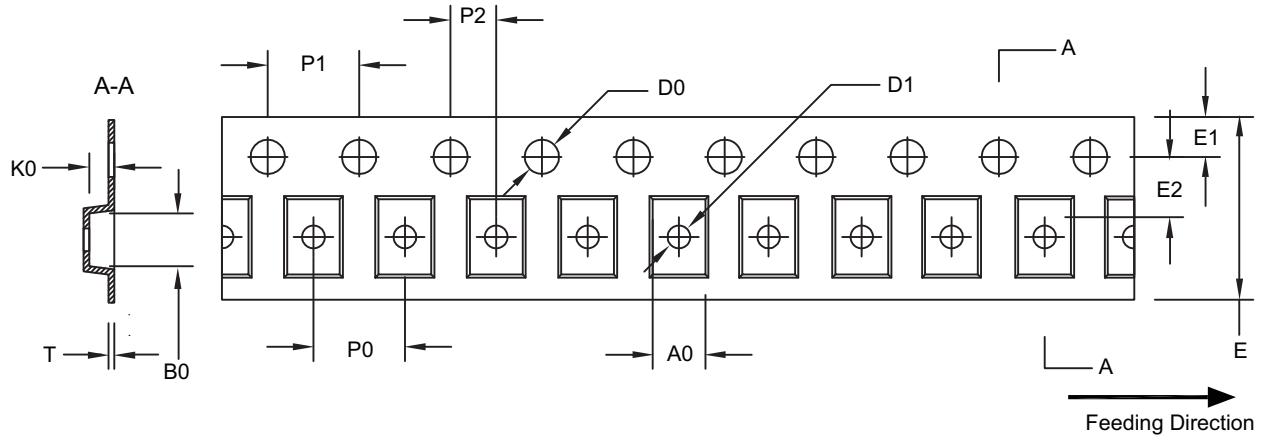 P2
P1
A
A-A
D0
D1
K0
E1
E2
T
B0
P0
A0
E
A
Feeding Direction